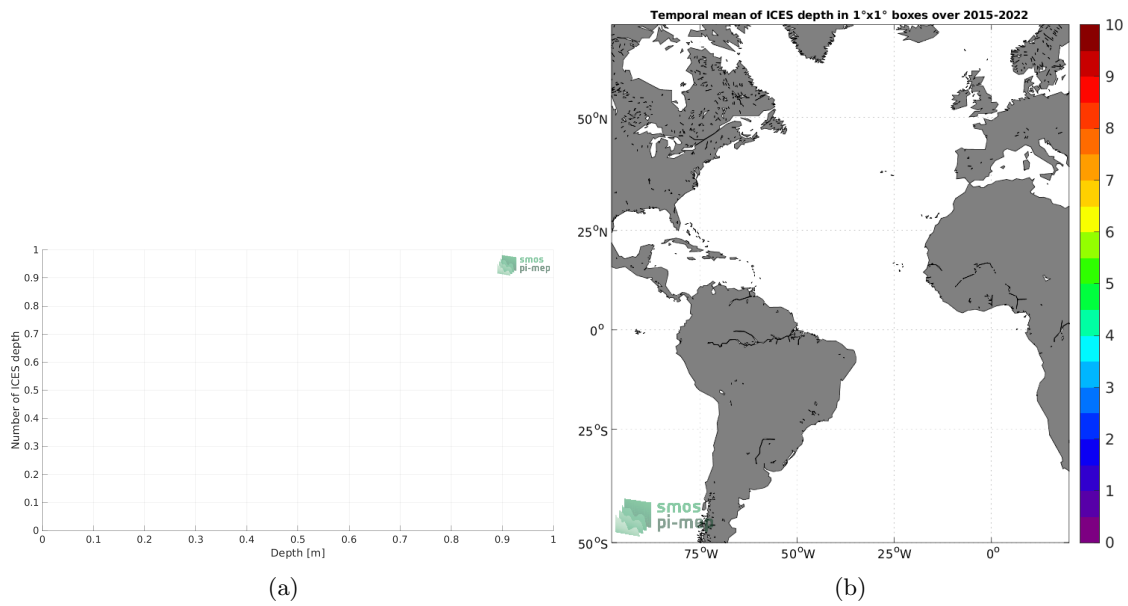 Temporal mean of ICES depth in 1°x1° boxes over 2015-2022
1
0.9
0.8
0.7
0.6
0.5
0.4
0.3
0.2
0.1
0
Number of ICES depth
0 0.1 0.2 0.3 0.4 0.5 0.6 0.7 0.8 0.9 1
Depth [m]
smos
pi-mep
(a)
50°N
25°N
0°
25°S
50°S
75°W 50°W 25°W 0°
smos
pi-mep
10
9
8
7
6
5
4
3
2
1
0
(b)